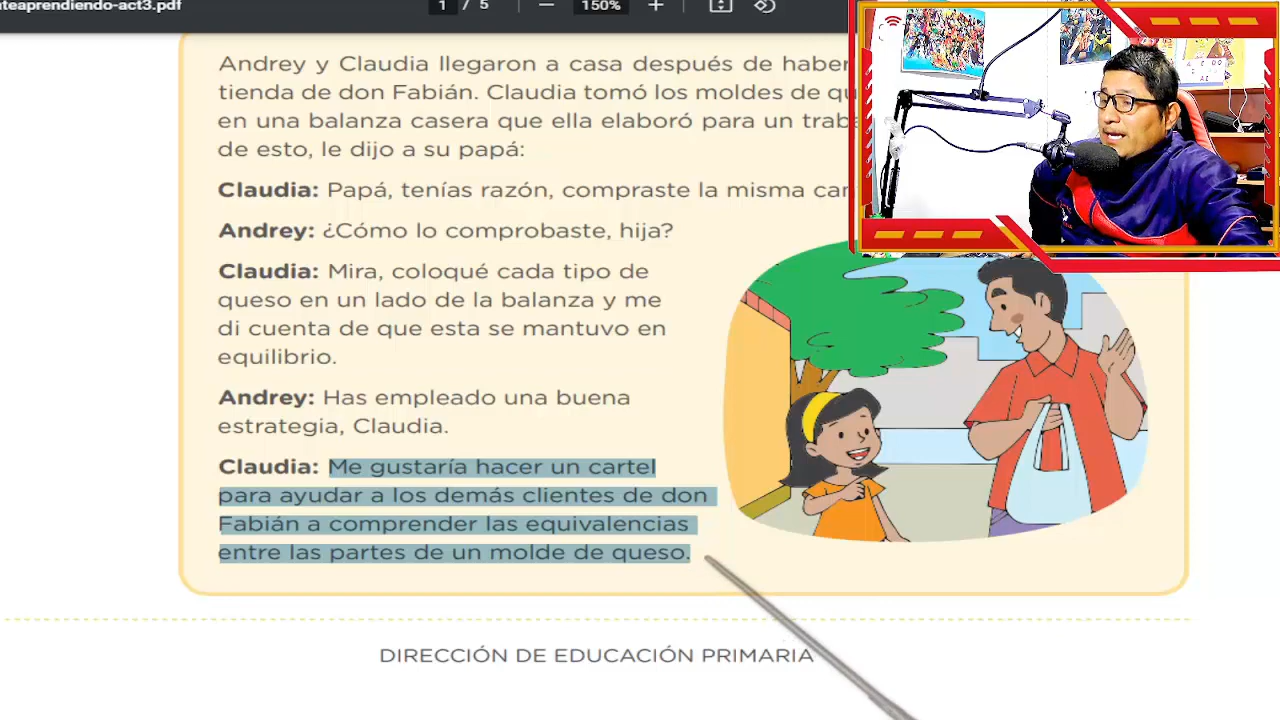 teaprendiendo-act3.pdf
1 / 5
150%
Andrey y Claudia llegaron a casa después de haber
tienda de don Fabián. Claudia tomó los moldes de
en una balanza casera que ella elaboró para un
de esto, le dijo a su papá:
Claudia: Papá, tenías razón, compraste la misma
Andrey: ¿Cómo lo comprobaste, hija?
Claudia: Mira, coloqué cada tipo de
queso en un lado de la balanza y me
di cuenta de que esta se mantuvo en
equilibrio.
Andrey: Has empleado una buena
estrategia, Claudia.
Claudia: Me gustaría hacer un cartel
para ayudar a los demás clientes de don
Fabián a comprender las equivalencias
entre las partes de un molde de queso.
DIRECCIÓN DE EDUCACIÓN PRIMARIA